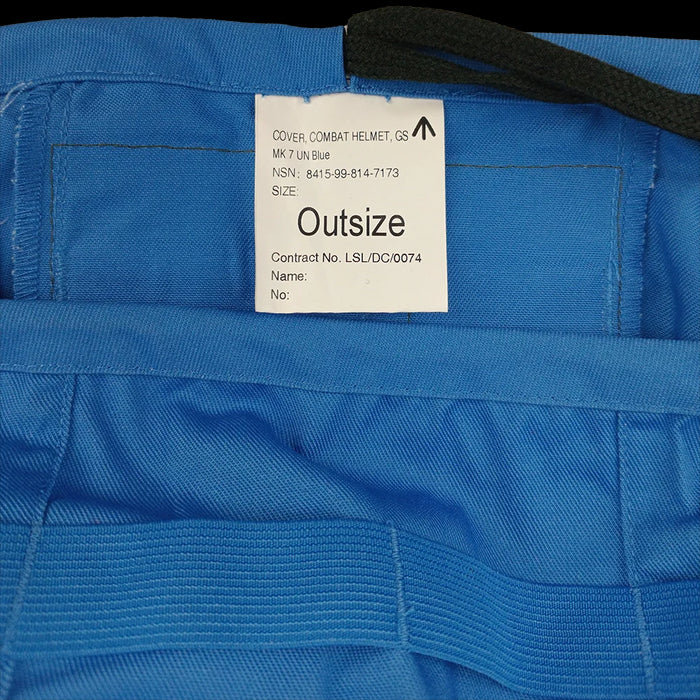 COVER, COMBAT HELMET, GS
MK 7 UN Blue
NSN: 8415-99-814-7173
SIZE:
Outsize
Contract No. LSL/DC/0074
Name:
No: